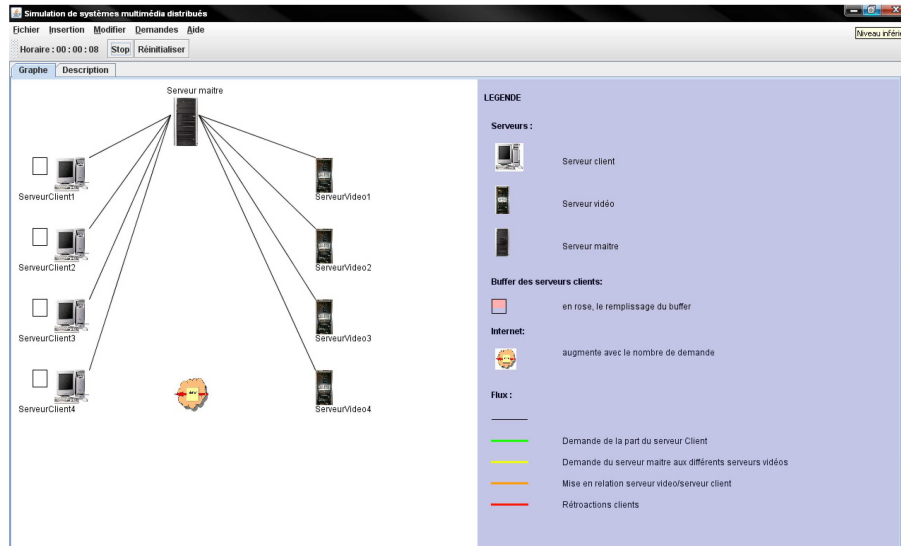 Simulation de systèmes multimédia distribués
Fichier Insertion Modifier Demandes Aide
Horaire : 00 : 00 : 08 Stop Réinitialiser
Niveau inférie
Graphe Description
Serveur maitre
ServeurClient1
ServeurVideo1
ServeurClient2
ServeurVideo2
ServeurClient3
ServeurVideo3
ServeurClient4
ServeurVideo4
LEGENDE
Serveurs :
Serveur client
Serveur vidéo
Serveur maitre
Buffer des serveurs clients:
en rose, le remplissage du buffer
Internet:
augmente avec le nombre de demande
Flux :
Demande de la part du serveur Client
Demande du serveur maitre aux différents serveurs vidéos
Mise en relation serveur video/serveur client
Rétroactions clients